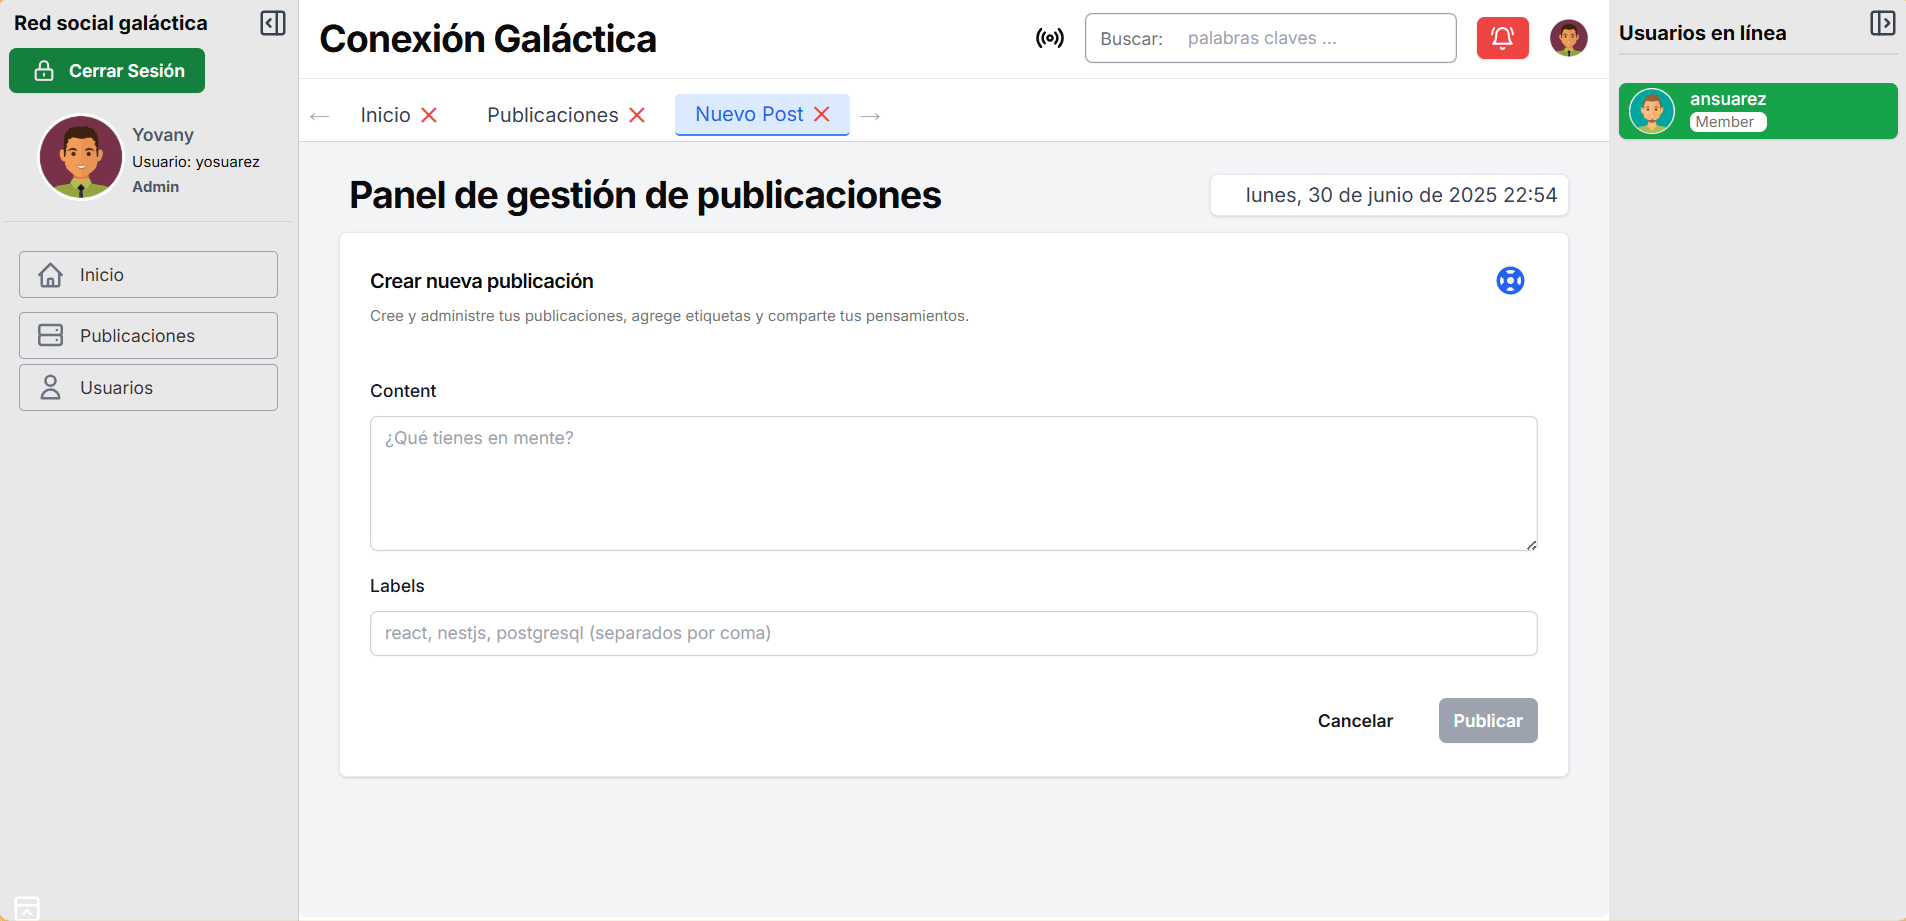 Red social galáctica
Cerrar Sesión
Yovany
Usuario: yosuarez
Admin
Inicio
Publicaciones
Usuarios
Conexión Galáctica
Buscar: palabras claves ...
Inicio
Publicaciones
Nuevo Post
Panel de gestión de publicaciones
lunes, 30 de junio de 2025 22:54
Crear nueva publicación
Cree y administre tus publicaciones, agrege etiquetas y comparte tus pensamientos.
Content
¿Qué tienes en mente?
Labels
react, nestjs, postgresql (separados por coma)
Cancelar
Publicar
Usuarios en línea
ansuarez
Member